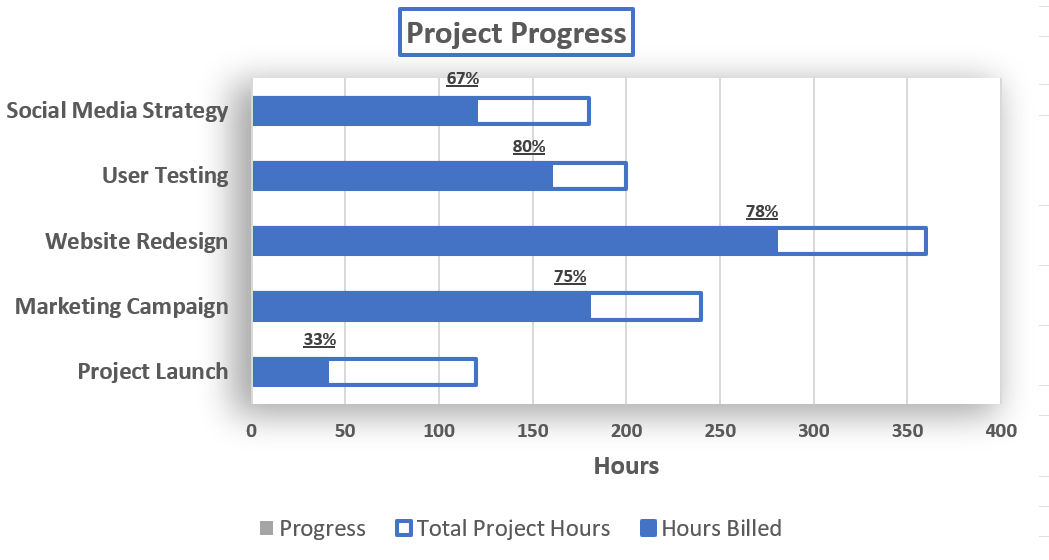 Project Progress
67%
Social Media Strategy
80%
User Testing
78%
Website Redesign
75%
Marketing Campaign
33%
Project Launch
0 50 100 150 200 250 300 350 400
Hours
Progress Total Project Hours Hours Billed